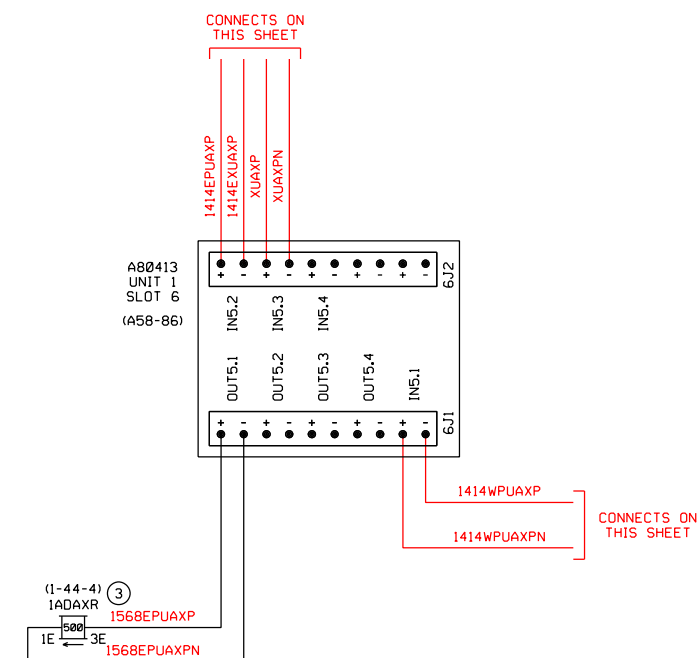 CONNECTS ON
THIS SHEET
1414EPUAXP
1414EXUAXP
XUAXP
XUAXPN
A80413
UNIT 1
SLOT 6
(A58-86)
+ - + - + - + - + -
6J2
IN5.2
IN5.3
IN5.4
OUT5.1
OUT5.2
OUT5.3
OUT5.4
IN5.1
+ - + - + - + - + -
6J1
1414WPUAXP
1414WPUAXPN
CONNECTS ON
THIS SHEET
(1-44-4)
3
1ADAXR
1568EPUAXP
500
1E
3E
1568EPUAXPN